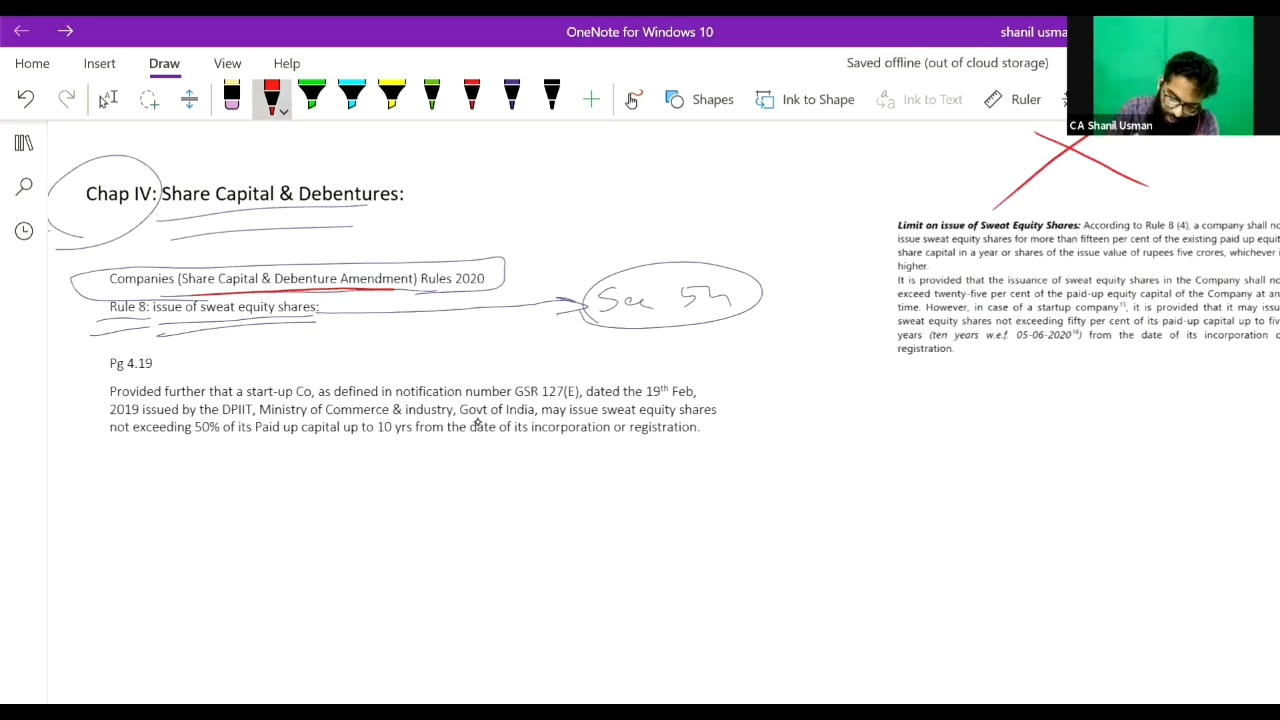 OneNote for Windows 10
shanil usma
Home Insert Draw View Help
Saved offline (out of cloud storage)
Shapes Ink to Shape Ink to Text Ruler
CA Shanil Usman
Chap IV: Share Capital & Debentures:
Companies (Share Capital & Debenture Amendment) Rules 2020
Rule 8: issue of sweat equity shares:
Sec 54
Pg 4.19
Provided further that a start-up Co, as defined in notification number GSR 127(E), dated the 19th Feb,
2019 issued by the DPIIT, Ministry of Commerce & industry, Govt of India, may issue sweat equity shares
not exceeding 50% of its Paid up capital up to 10 yrs from the date of its incorporation or registration.
Limit on issue of Sweat Equity Shares: According to Rule 8 (4), a company shall no
issue sweat equity shares for more than fifteen per cent of the existing paid up equit
share capital in a year or shares of the issue value of rupees five crores, whichever i
higher.
It is provided that the issuance of sweat equity shares in the Company shall no
exceed twenty-five per cent of the paid-up equity capital of the Company at an
time. However, in case of a startup company15, it is provided that it may issu
sweat equity shares not exceeding fifty per cent of its paid-up capital up to fiv
years (ten years w.e.f. 05-06-202016) from the date of its incorporation o
registration.